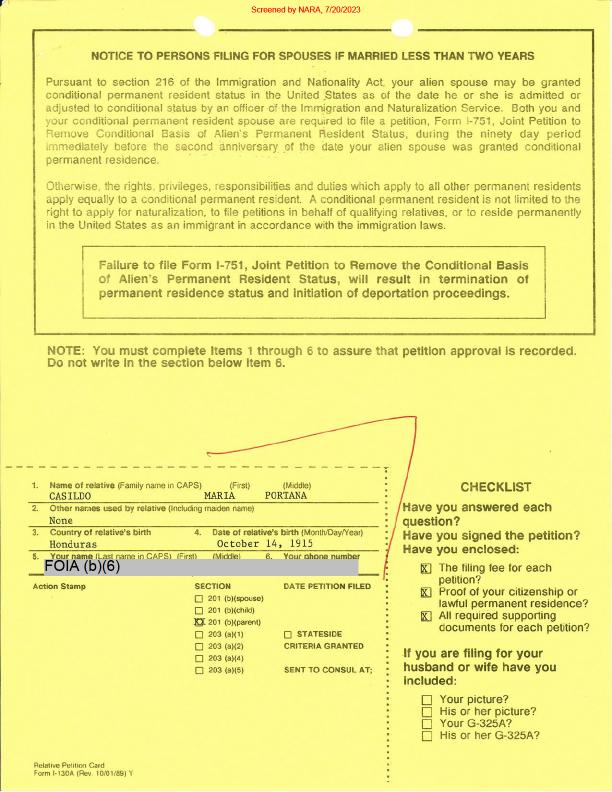 Screened by NARA, 7/20/2023
NOTICE TO PERSONS FILING FOR SPOUSES IF MARRIED LESS THAN TWO YEARS
Pursuant to section 216 of the Immigration and Nationality Act, your alien spouse may be granted
conditional permanent resident status in the United States as of the date he or she is admitted or
adjusted to conditional status by an officer of the Immigration and Naturalization Service. Both you and
your conditional permanent resident spouse are required to file a petition, Form I-751, Joint Petition to
Remove Conditional Basis of Alien's Permanent Resident Status, during the ninety day period
immediately before the second anniversary of the date your alien spouse was granted conditional
permanent residence.
Otherwise, the rights, privileges, responsibilities and duties which apply to all other permanent residents
apply equally to a conditional permanent resident. A conditional permanent resident is not limited to the
right to apply for naturalization, to file petitions in behalf of qualifying relatives, or to reside permanently
in the United States as an immigrant in accordance with the immigration laws.
Failure to file Form I-751, Joint Petition to Remove the Conditional Basis
of Alien's Permanent Resident Status, will result in termination of
permanent residence status and initiation of deportation proceedings.
NOTE: You must complete Items 1 through 6 to assure that petition approval is recorded.
Do not write in the section below Item 6.
1. Name of relative (Family name in CAPS) (First) (Middle)
CASILDO MARIA PORTANA
2. Other names used by relative (Including maiden name)
None
3. Country of relative's birth 4. Date of relative's birth (Month/Day/Year)
Honduras October 14, 1915
5. Your name (Last name in CAPS) (First) (Middle) 6. Your phone number
FOIA (b)(6)
Action Stamp SECTION DATE PETITION FILED
201 (b)(spouse)
201 (b)(child)
201 (b)(parent)
203 (a)(1) STATESIDE
203 (a)(2) CRITERIA GRANTED
203 (a)(4)
203 (a)(5) SENT TO CONSUL AT;
Relative Petition Card
Form I-130A (Rev. 10/01/89) Y
CHECKLIST
Have you answered each
question?
Have you signed the petition?
Have you enclosed:
The filing fee for each
petition?
Proof of your citizenship or
lawful permanent residence?
All required supporting
documents for each petition?
If you are filing for your
husband or wife have you
included:
Your picture?
His or her picture?
Your G-325A?
His or her G-325A?